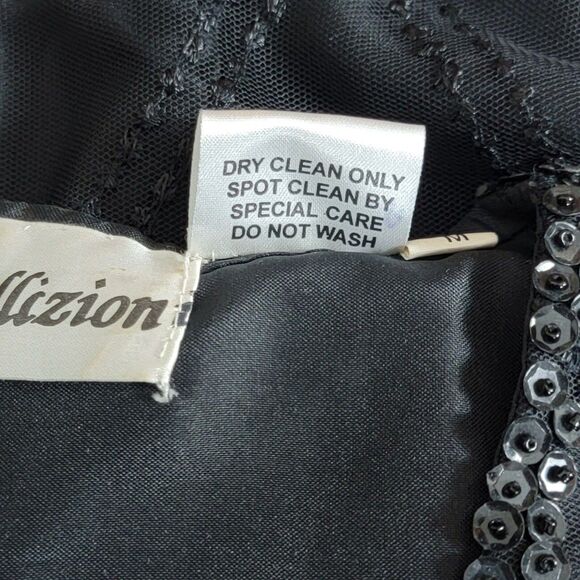 DRY CLEAN ONLY
SPOT CLEAN BY
SPECIAL CARE
DO NOT WASH
M
llizion